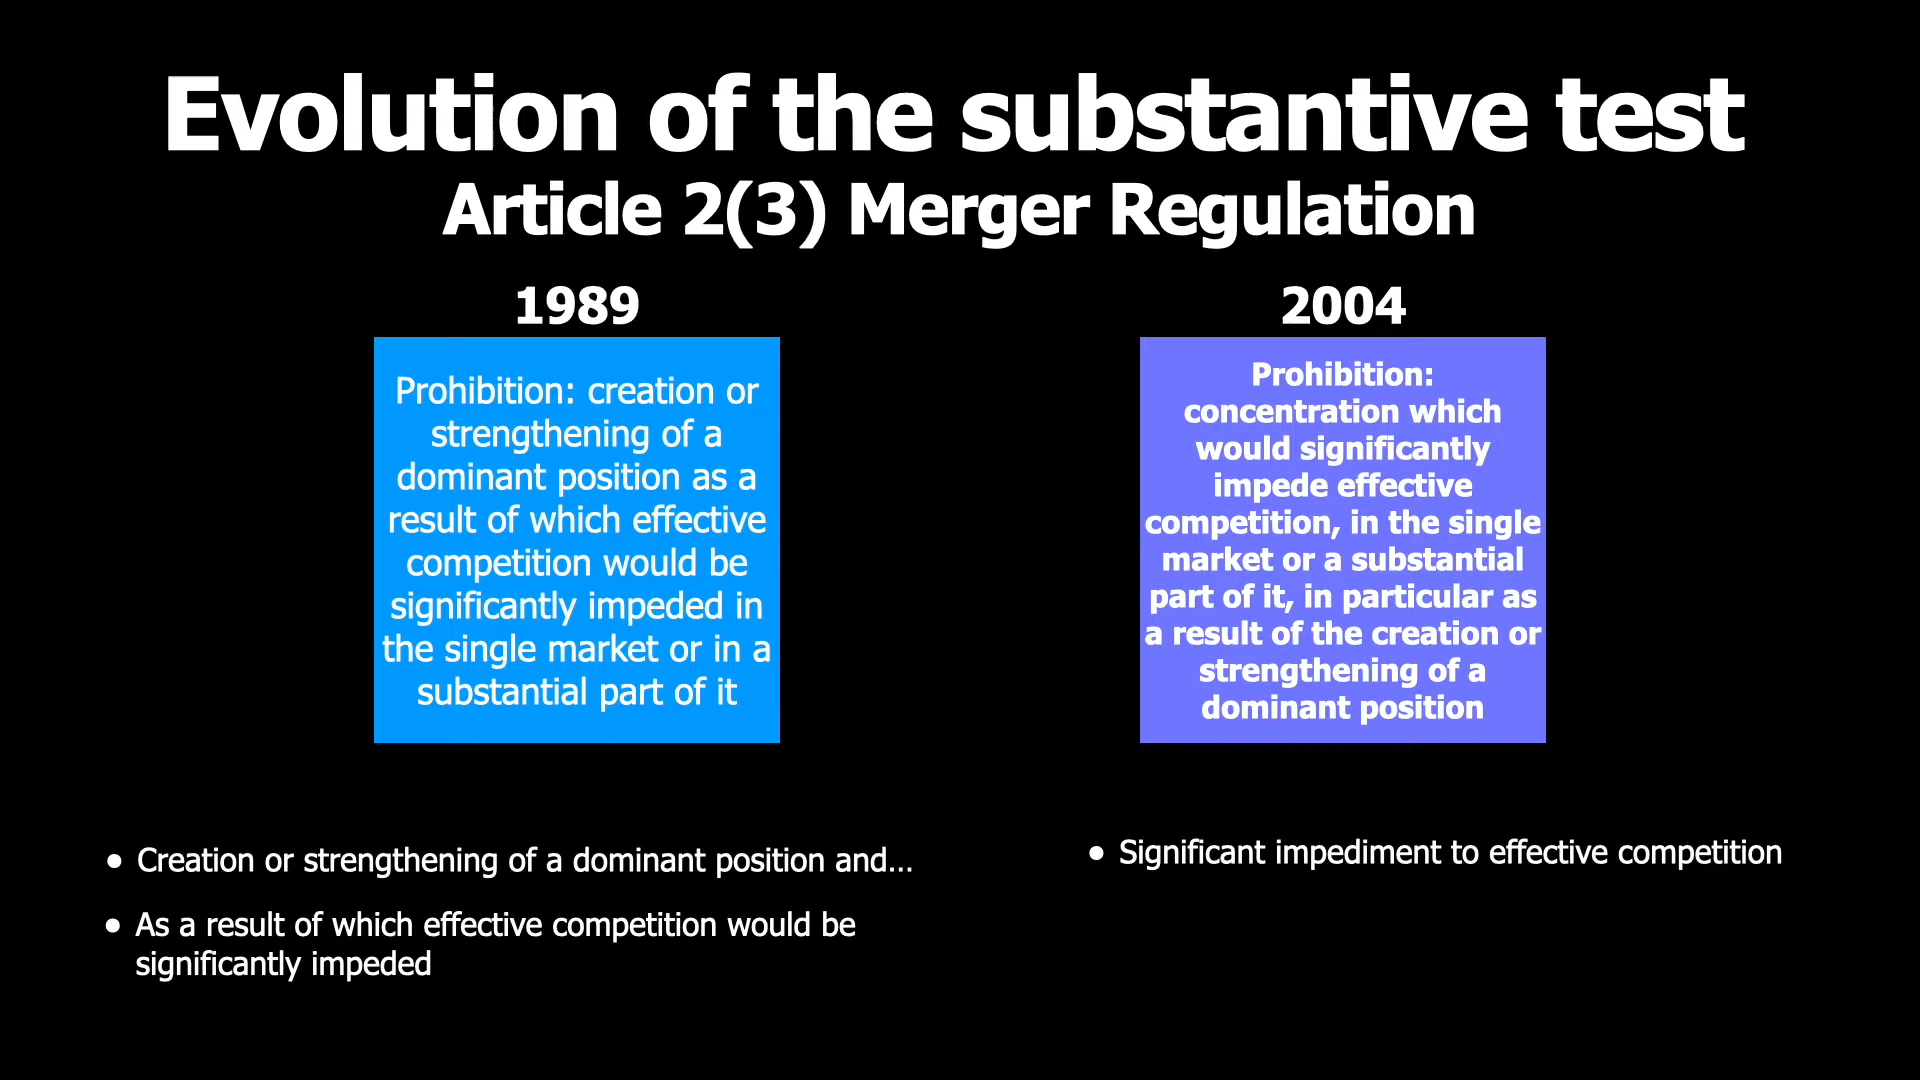 Evolution of the substantive test
Article 2(3) Merger Regulation
1989
Prohibition: creation or
strengthening of a
dominant position as a
result of which effective
competition would be
significantly impeded in
the single market or in a
substantial part of it
• Creation or strengthening of a dominant position and...
• As a result of which effective competition would be
significantly impeded
2004
Prohibition:
concentration which
would significantly
impede effective
competition, in the single
market or a substantial
part of it, in particular as
a result of the creation or
strengthening of a
dominant position
• Significant impediment to effective competition